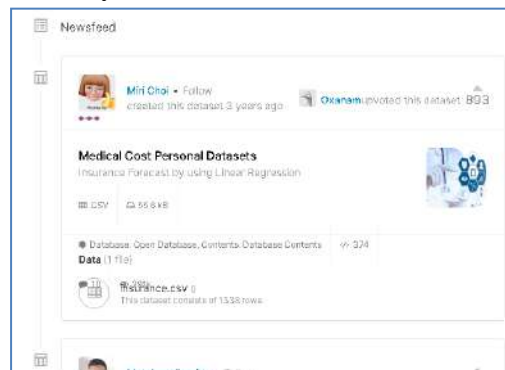 Newsfeed
Miri Choi • Follow
created this dataset 3 years ago
Oxanam upvoted this dataset 893
Medical Cost Personal Datasets
Insurance Forecast by using Linear Regression
CSV 55.6 kB
Database: Open Database, Contents: Database Contents 374
Data (1 file)
insurance.csv
This dataset consists of 1338 rows